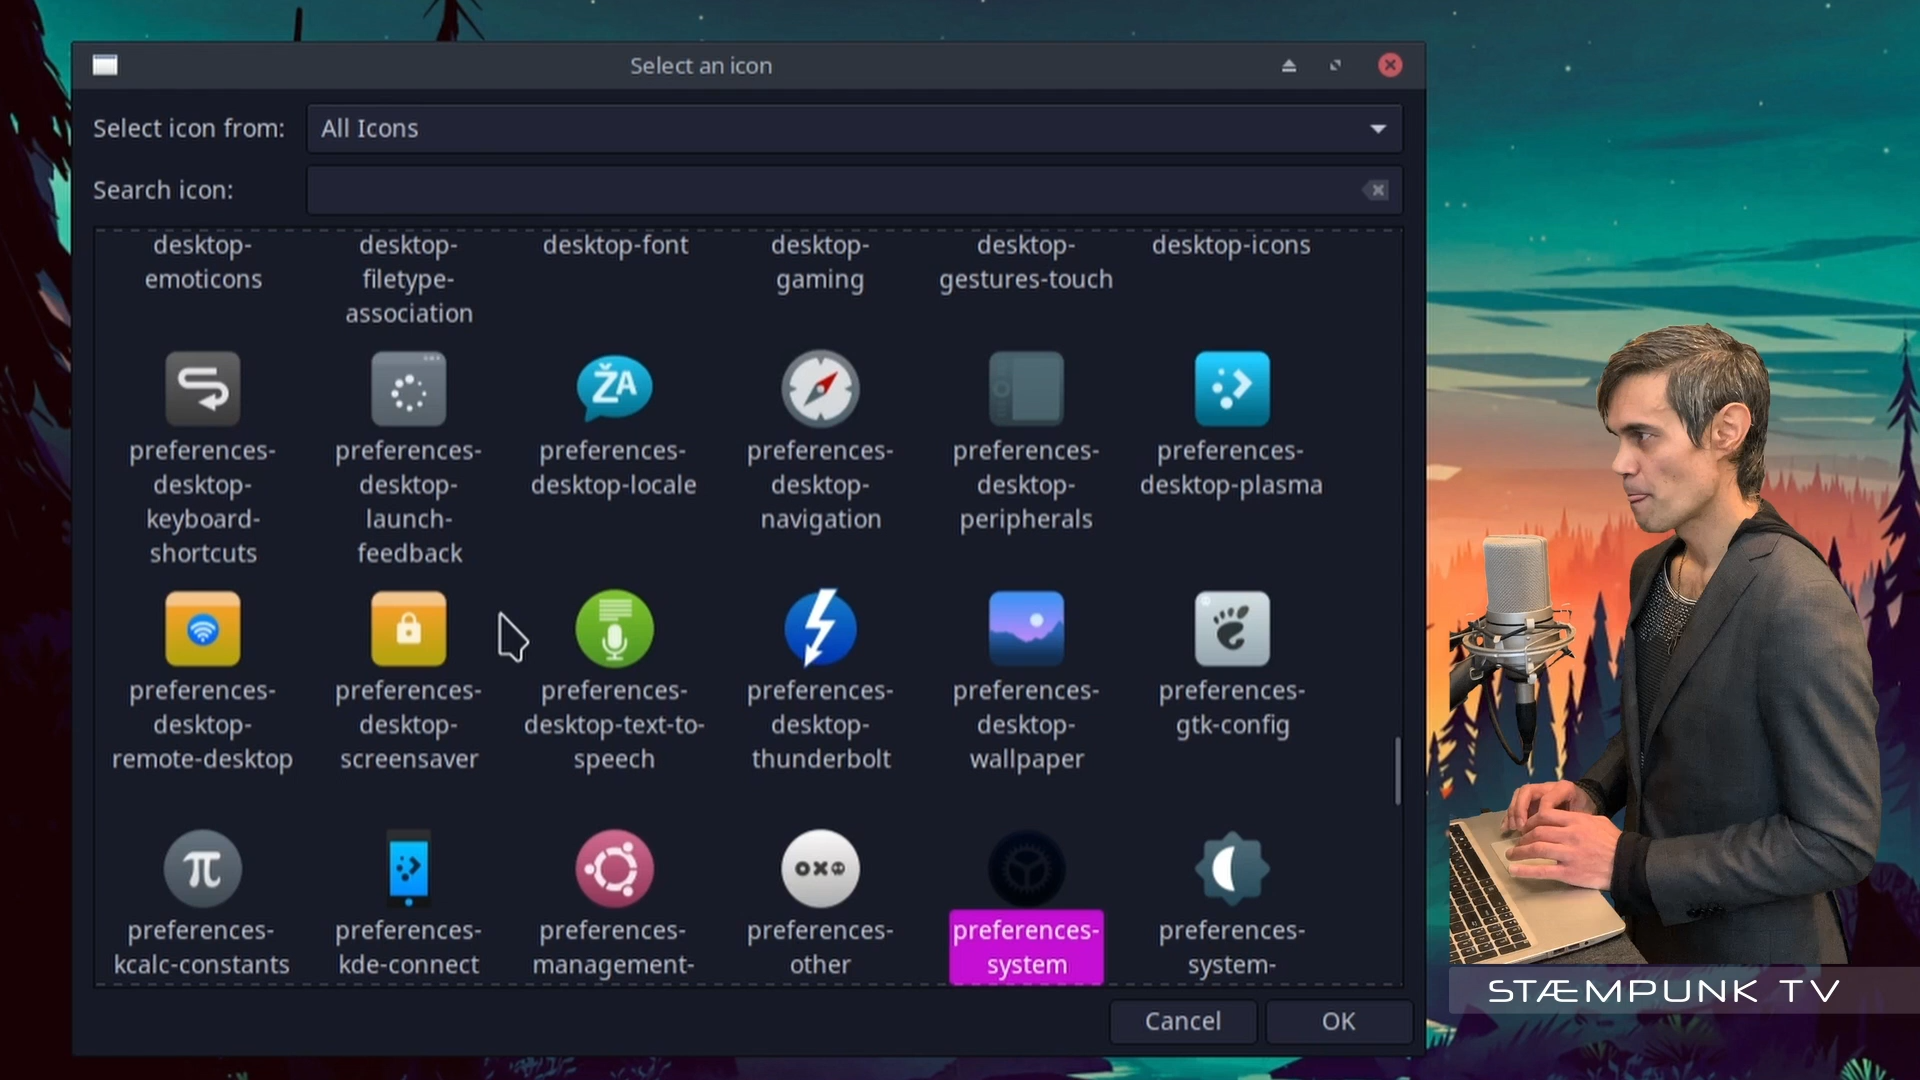 Select an icon
Select icon from:
All Icons
Search icon:
desktop-
emoticons
desktop-
filetype-
association
desktop-font
desktop-
gaming
desktop-
gestures-touch
desktop-icons
preferences-
desktop-
keyboard-
shortcuts
preferences-
desktop-
launch-
feedback
ŽA
preferences-
desktop-locale
preferences-
desktop-
navigation
preferences-
desktop-
peripherals
preferences-
desktop-plasma
preferences-
desktop-
remote-desktop
preferences-
desktop-
screensaver
preferences-
desktop-text-to-
speech
preferences-
desktop-
thunderbolt
preferences-
desktop-
wallpaper
preferences-
gtk-config
π
preferences-
kcalc-constants
preferences-
kde-connect
preferences-
management-
preferences-
other
preferences-
system
preferences-
system-
Cancel
OK
STÆMPUNK TV